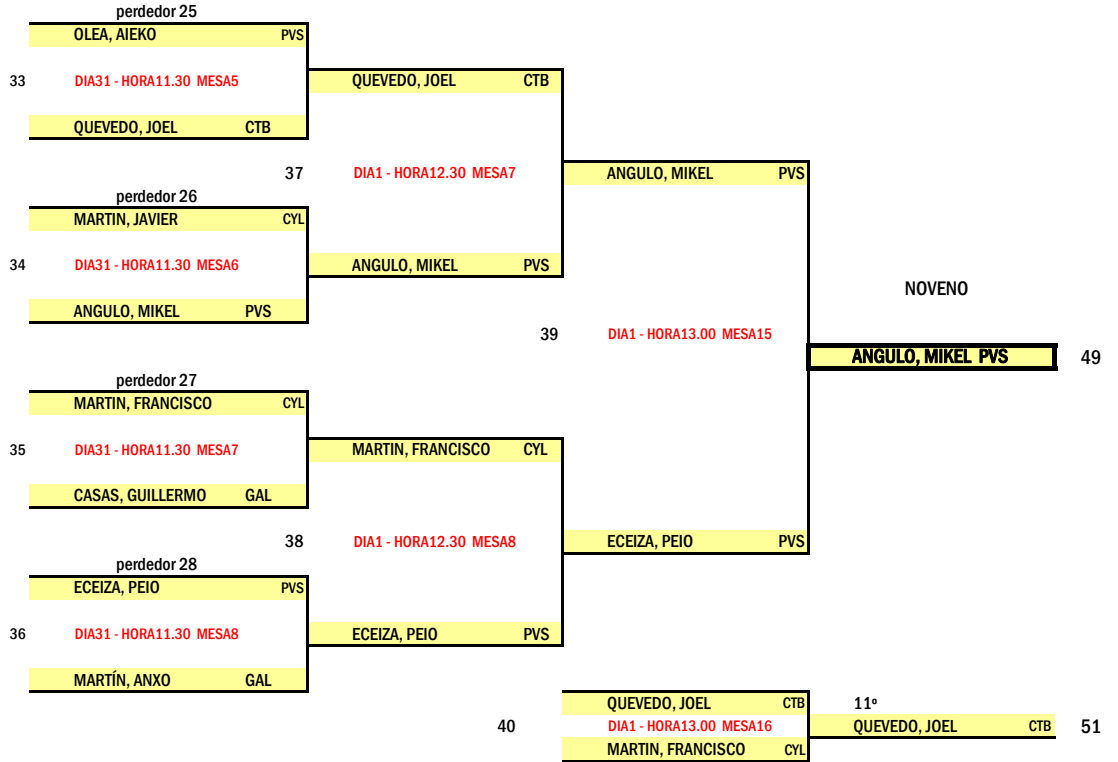 perdedor 25
OLEA, AIEKO PVS
33 DIA31 - HORA11.30 MESA5
QUEVEDO, JOEL CTB
QUEVEDO, JOEL CTB
37 DIA1 - HORA12.30 MESA7
ANGULO, MIKEL PVS
perdedor 26
MARTIN, JAVIER CYL
34 DIA31 - HORA11.30 MESA6
ANGULO, MIKEL PVS
ANGULO, MIKEL PVS
NOVENO
39 DIA1 - HORA13.00 MESA15
ANGULO, MIKEL PVS 49
perdedor 27
MARTIN, FRANCISCO CYL
35 DIA31 - HORA11.30 MESA7
MARTIN, FRANCISCO CYL
CASAS, GUILLERMO GAL
38 DIA1 - HORA12.30 MESA8
ECEIZA, PEIO PVS
perdedor 28
ECEIZA, PEIO PVS
36 DIA31 - HORA11.30 MESA8
ECEIZA, PEIO PVS
MARTÍN, ANXO GAL
QUEVEDO, JOEL CTB 11º
40 DIA1 - HORA13.00 MESA16
QUEVEDO, JOEL CTB 51
MARTIN, FRANCISCO CYL